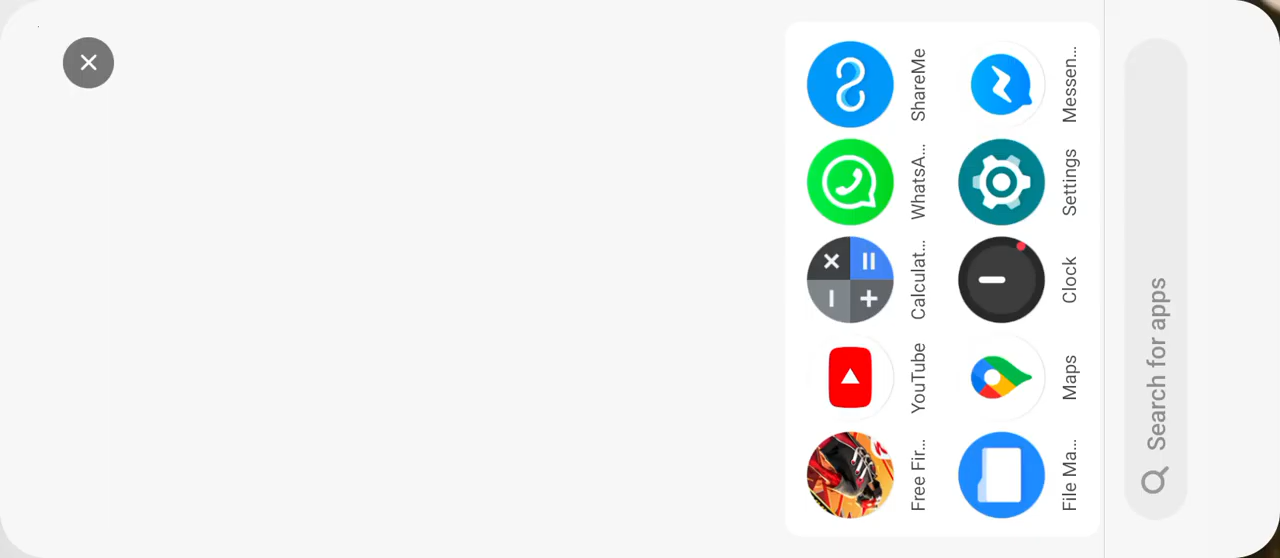 Free Fir...
YouTube
Calculat...
WhatsA...
ShareMe
File Ma...
Maps
Clock
Settings
Messen...
Search for apps